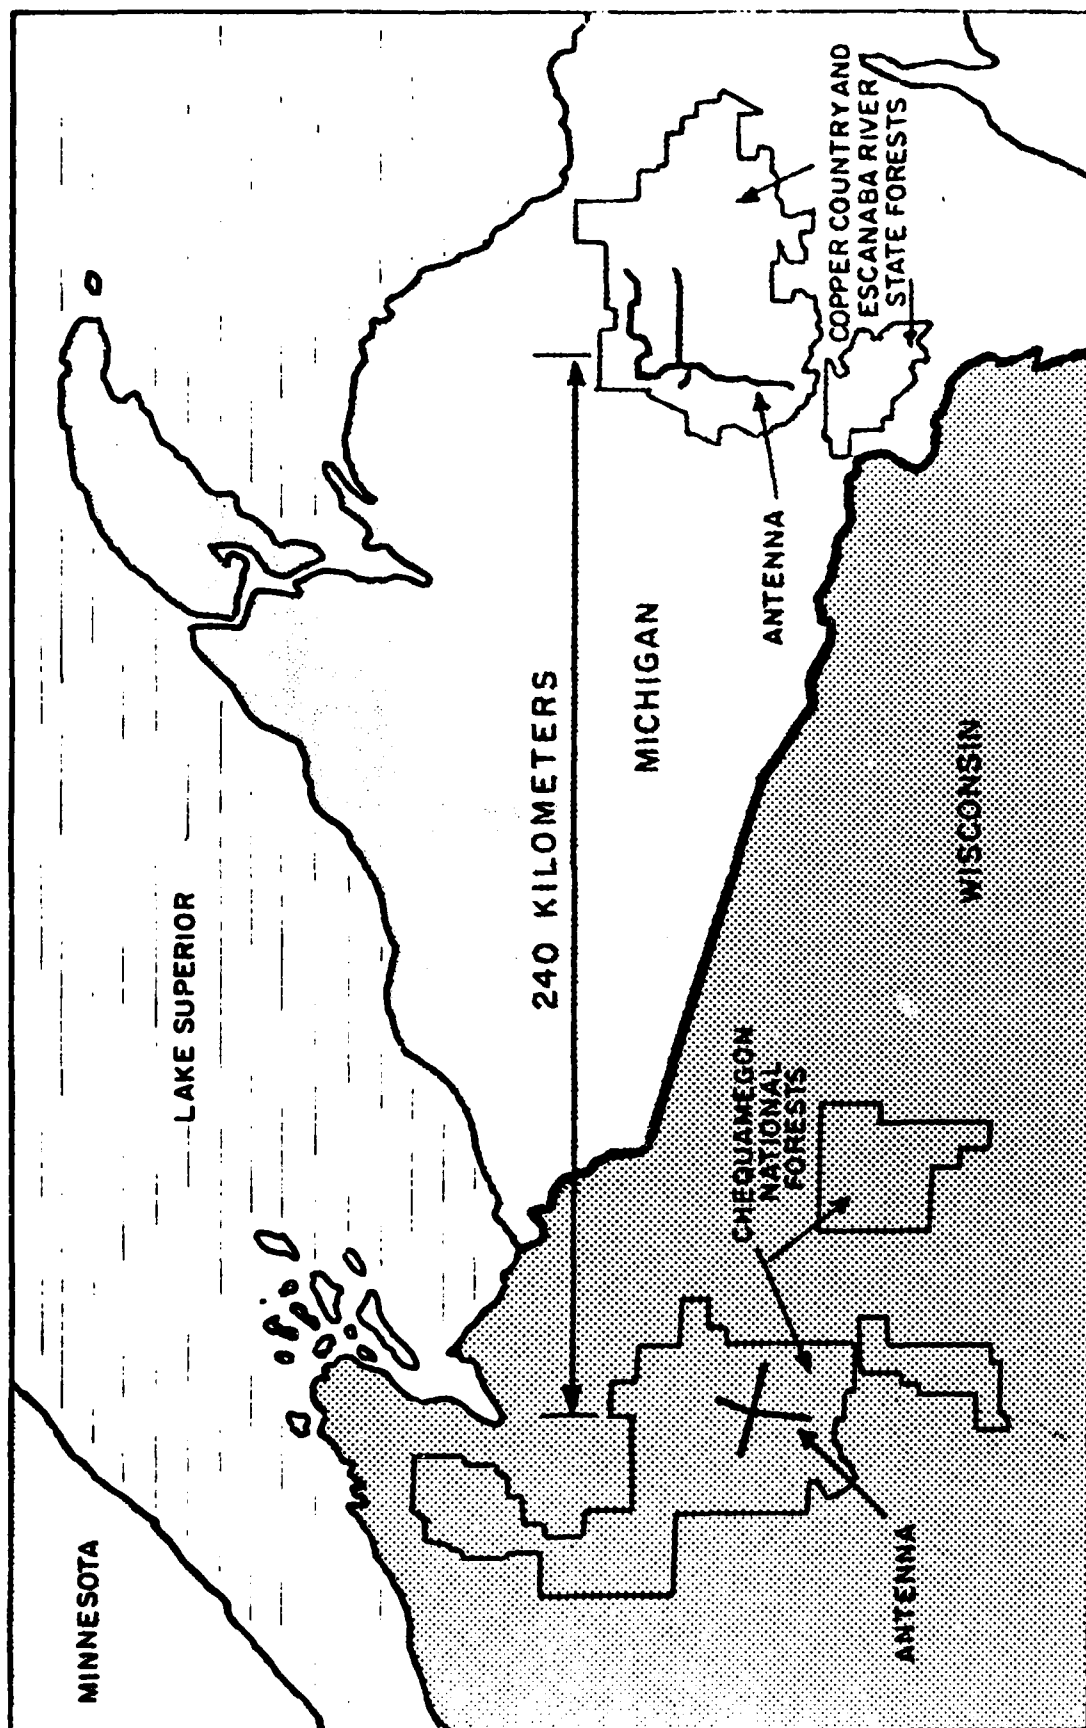 MINNESOTA
LAKE SUPERIOR
240 KILOMETERS
MICHIGAN
ANTENNA
COPPER COUNTRY AND
ESCANABA RIVER
STATE FORESTS
CHEQUAMEGON
NATIONAL
FORESTS
WISCONSIN
ANTENNA